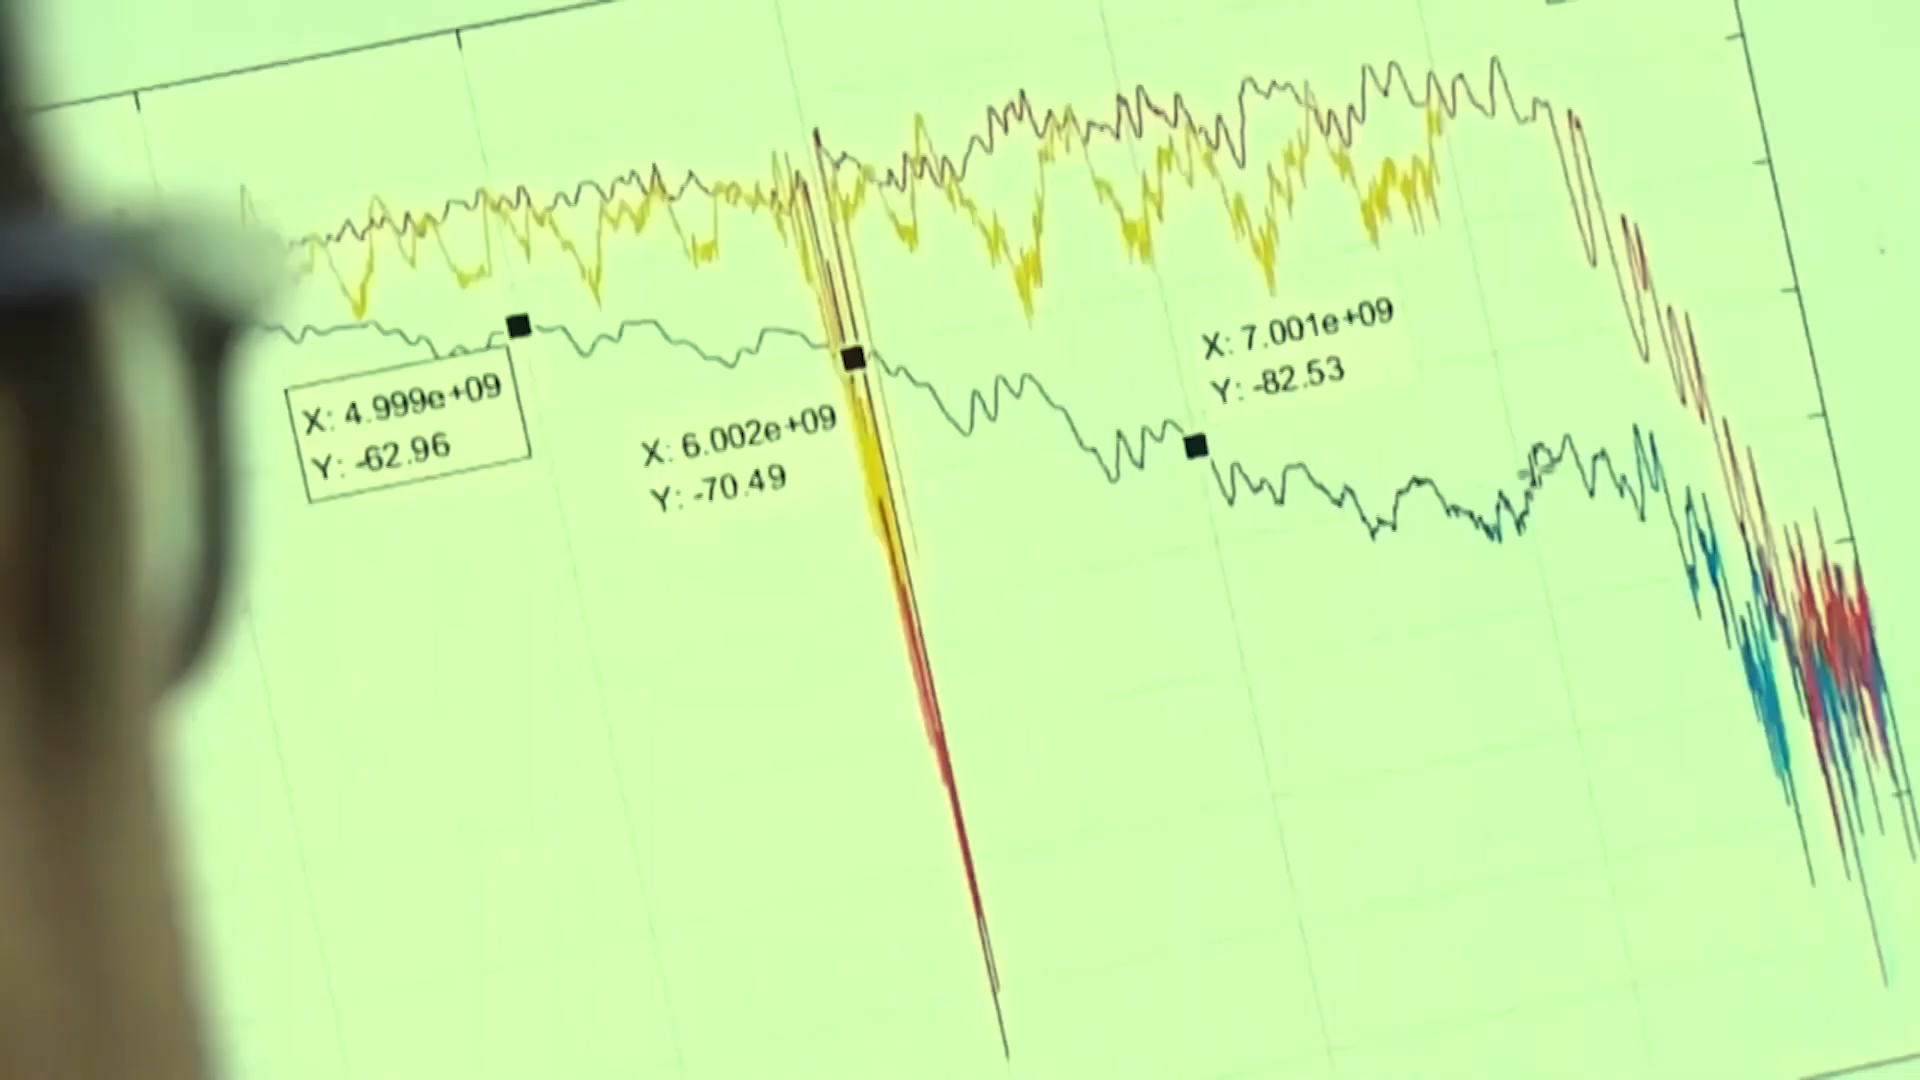 X: 4.999e+09
Y: -62.96
X: 6.002e+09
Y: -70.49
X: 7.001e+09
Y: -82.53